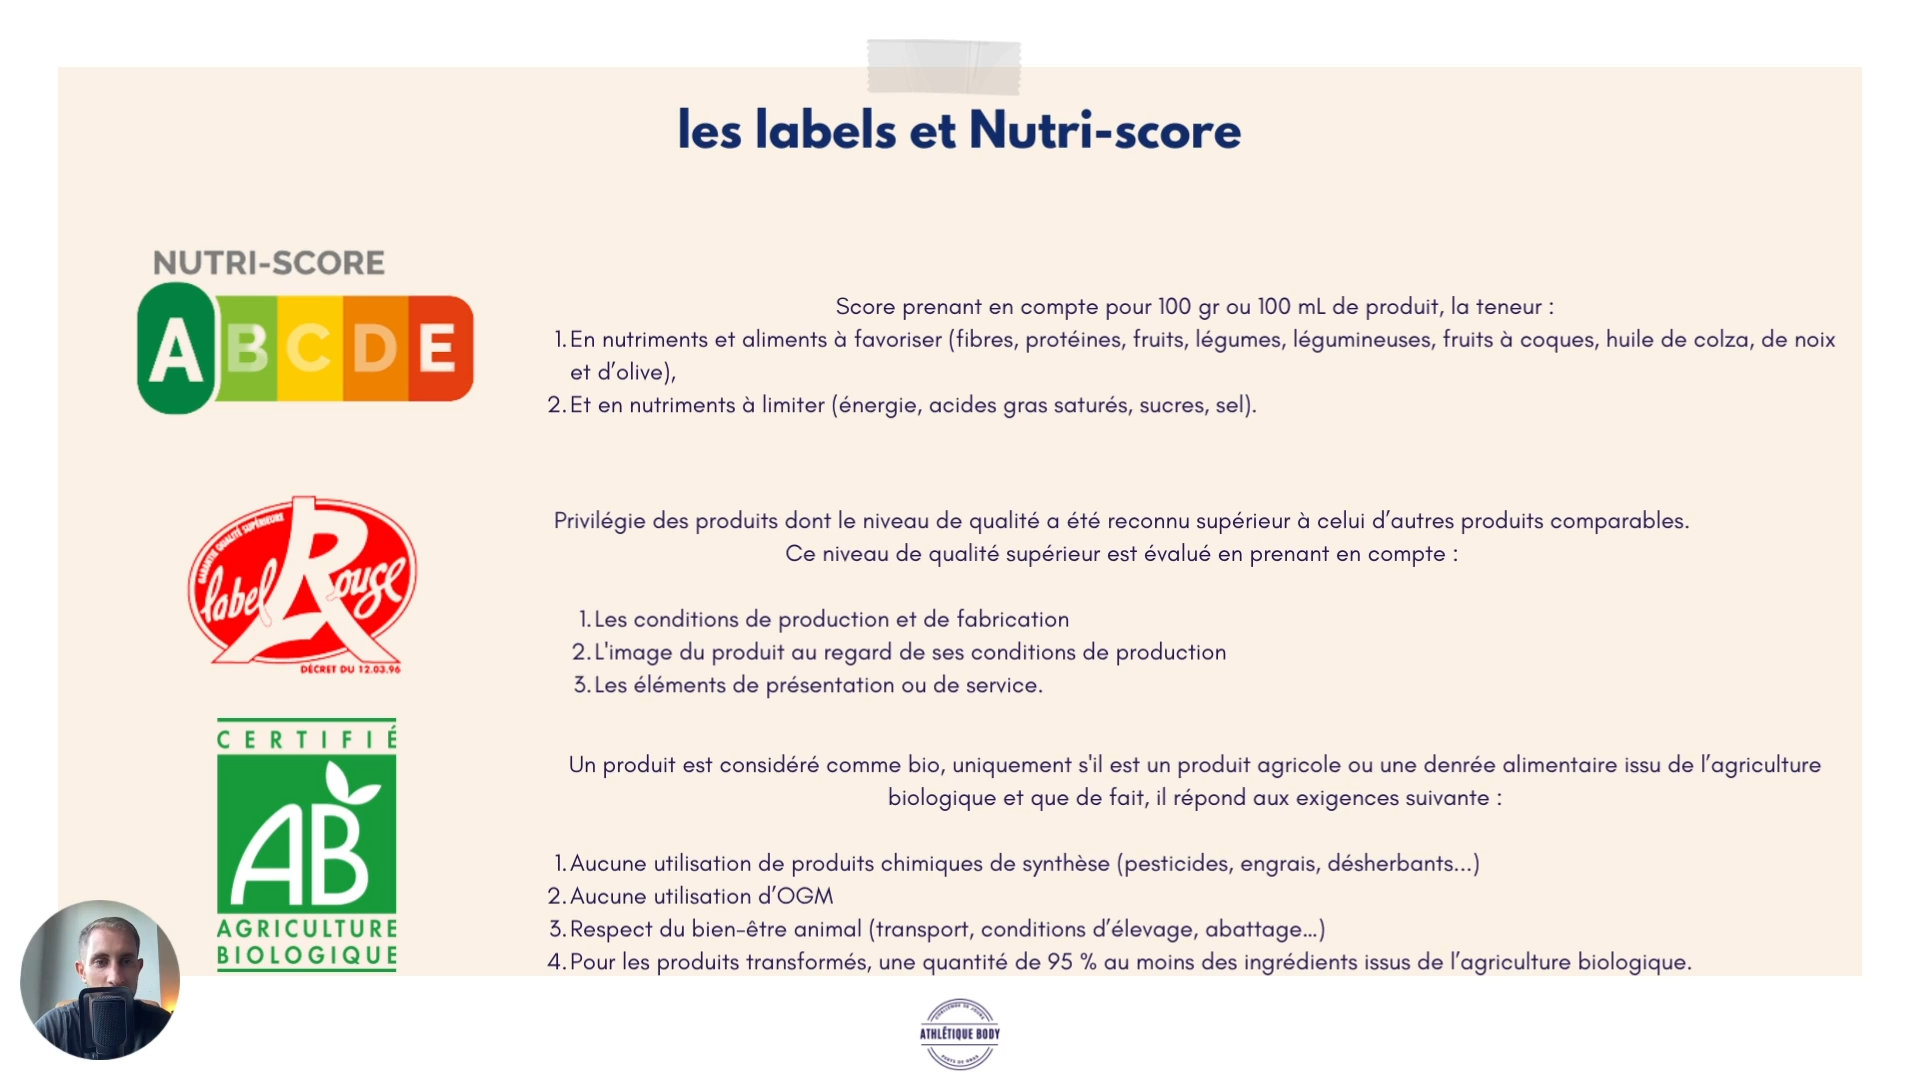 les labels et Nutri-score
NUTRI-SCORE
A B C D E
Score prenant en compte pour 100 gr ou 100 mL de produit, la teneur :
1. En nutriments et aliments à favoriser (fibres, protéines, fruits, légumes, légumineuses, fruits à coques, huile de colza, de noix
et d’olive),
2. Et en nutriments à limiter (énergie, acides gras saturés, sucres, sel).
GARANTIT QUALITÉ SUPÉRIEURE
label Rouge
DÉCRET DU 12.03.96
Privilégie des produits dont le niveau de qualité a été reconnu supérieur à celui d’autres produits comparables.
Ce niveau de qualité supérieur est évalué en prenant en compte :
1. Les conditions de production et de fabrication
2. L'image du produit au regard de ses conditions de production
3. Les éléments de présentation ou de service.
CERTIFIÉ
AB
AGRICULTURE
BIOLOGIQUE
Un produit est considéré comme bio, uniquement s'il est un produit agricole ou une denrée alimentaire issu de l’agriculture
biologique et que de fait, il répond aux exigences suivante :
1. Aucune utilisation de produits chimiques de synthèse (pesticides, engrais, désherbants...)
2. Aucune utilisation d’OGM
3. Respect du bien-être animal (transport, conditions d’élevage, abattage…)
4. Pour les produits transformés, une quantité de 95 % au moins des ingrédients issus de l’agriculture biologique.
ATHLÉTIQUE BODY